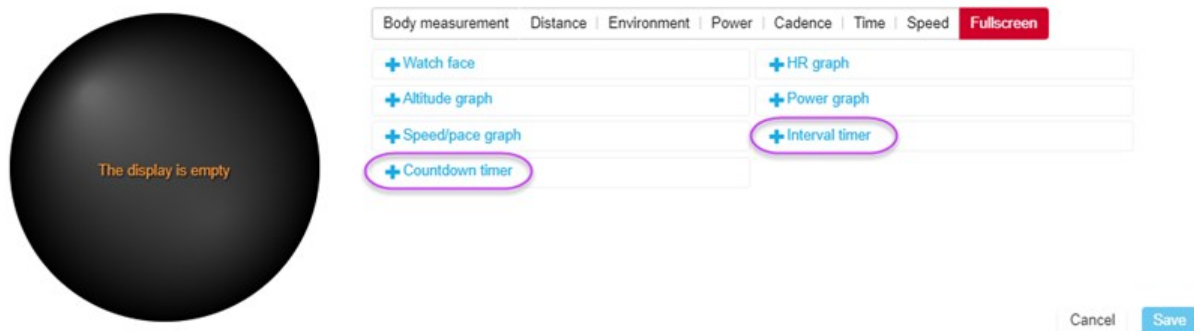 Body measurement Distance Environment Power Cadence Time Speed Fullscreen
Watch face HR graph
Altitude graph Power graph
Speed/pace graph Interval timer
The display is empty Countdown timer
Cancel Save